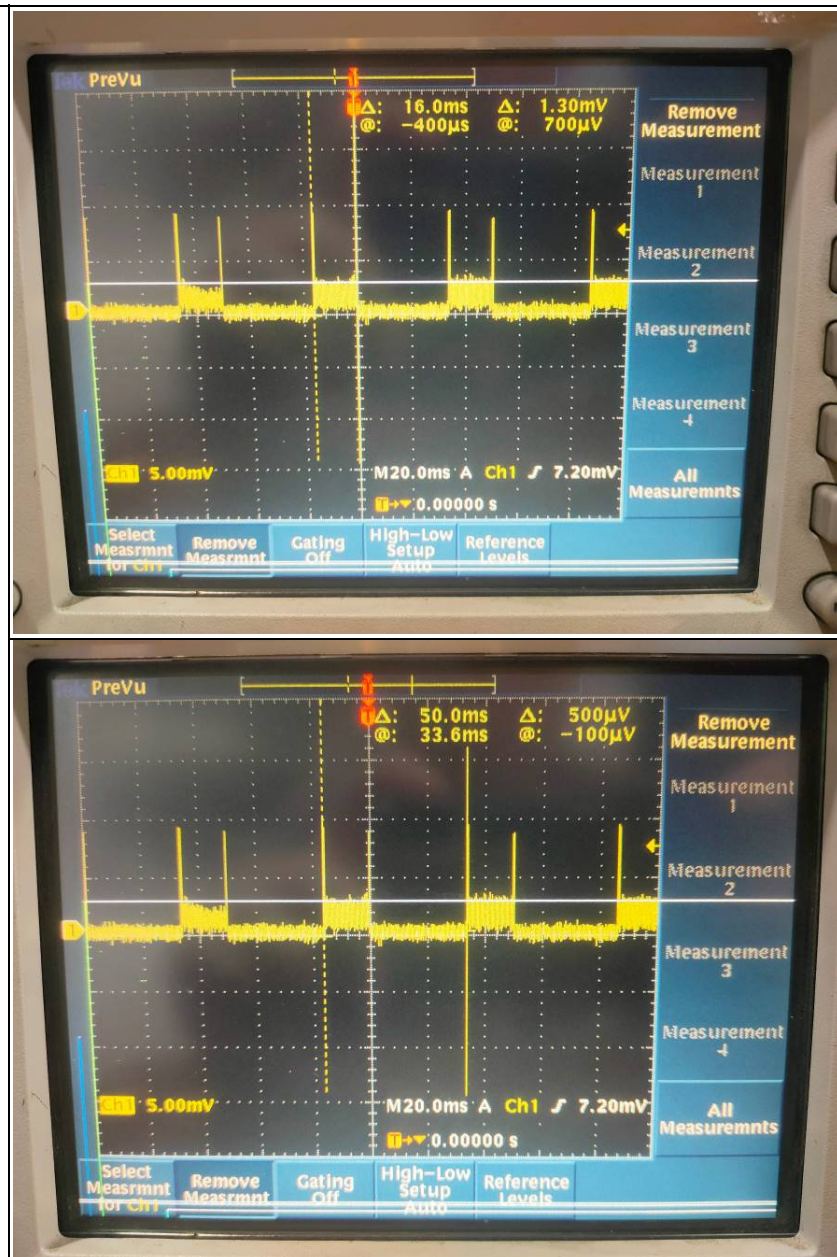 Tek PreVu
Δ: 16.0ms Δ: 1.30mV
@: -400µs @: 700µV
Remove
Measurement
Measurement
1
Measurement
2
Measurement
3
Measurement
4
All
Measuremnts
1
Ch1 5.00mV M20.0ms A Ch1 ƒ 7.20mV
T→▼ 0.00000 s
Select
Measrmnt
for Ch1
Remove
Measrmnt
Gating
Off
High-Low
Setup
Auto
Reference
Levels
Tek PreVu
T
Δ: 50.0ms Δ: 500µV
@: 33.6ms @: -100µV
Remove
Measurement
Measurement
1
Measurement
2
Measurement
3
Measurement
4
All
Measuremnts
1
Ch1 5.00mV M20.0ms A Ch1 ƒ 7.20mV
T→▼ 0.00000 s
Select
Measrmnt
for Ch1
Remove
Measrmnt
Gating
Off
High-Low
Setup
Auto
Reference
Levels